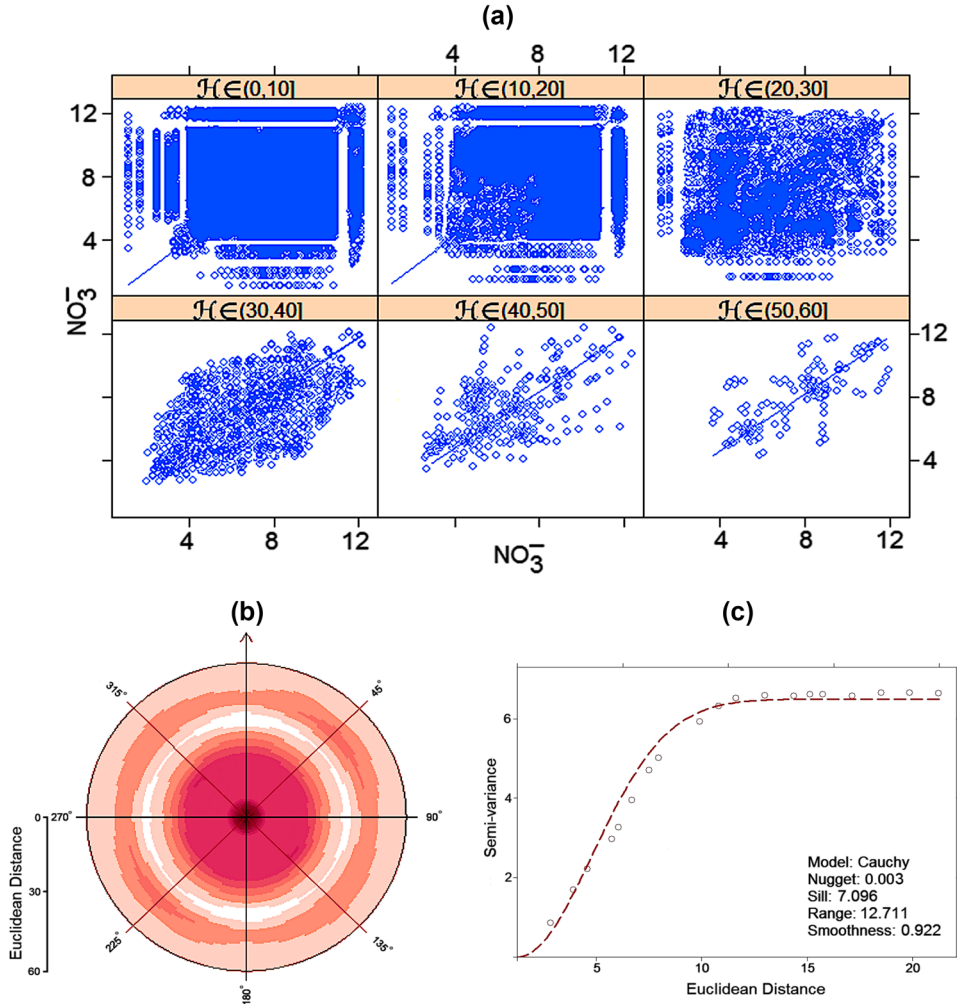 (a)
4 12
ℋ∈(0,10] ℋ∈(10,20] ℋ∈(20,30]
12
8
4
NO₃⁻
ℋ∈(30,40] ℋ∈(40,50] ℋ∈(50,60]
12
8
4
4 8 12 4 8 12
NO₃⁻
(b)
315° 45°
0 270° 90°
30
60
Euclidean Distance
225° 135°
180°
(c)
6
4
2
Semi-variance
Model: Cauchy
Nugget: 0.003
Sill: 7.096
Range: 12.711
Smoothness: 0.922
5 10 15 20
Euclidean Distance